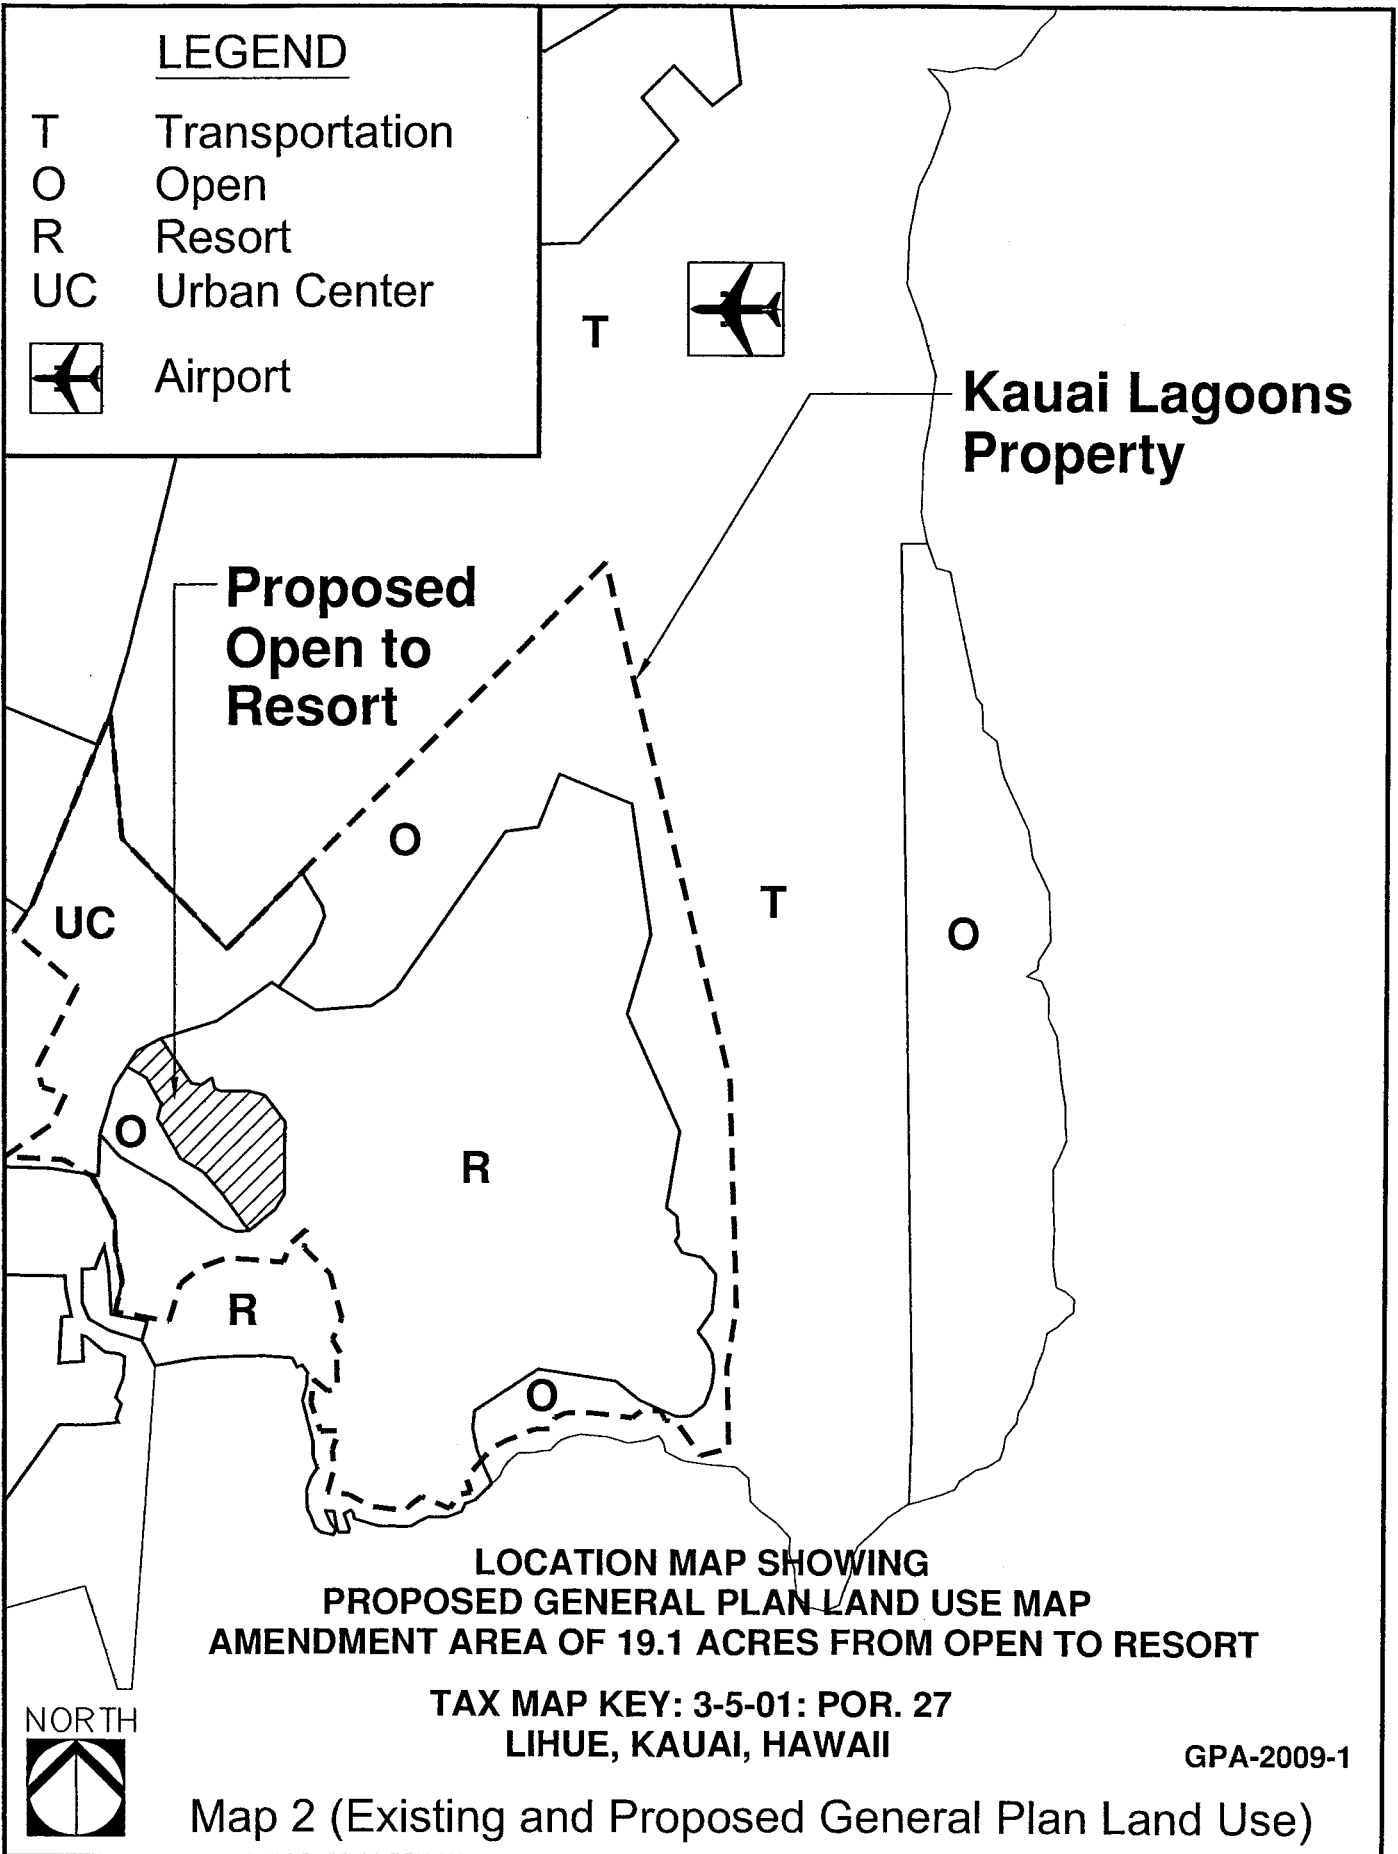 LEGEND
T Transportation
O Open
R Resort
UC Urban Center
Airport
T
Kauai Lagoons
Property
Proposed
Open to
Resort
O
UC
T
O
O
R
R
O
LOCATION MAP SHOWING
PROPOSED GENERAL PLAN LAND USE MAP
AMENDMENT AREA OF 19.1 ACRES FROM OPEN TO RESORT
TAX MAP KEY: 3-5-01: POR. 27
LIHUE, KAUAI, HAWAII
NORTH
GPA-2009-1
Map 2 (Existing and Proposed General Plan Land Use)